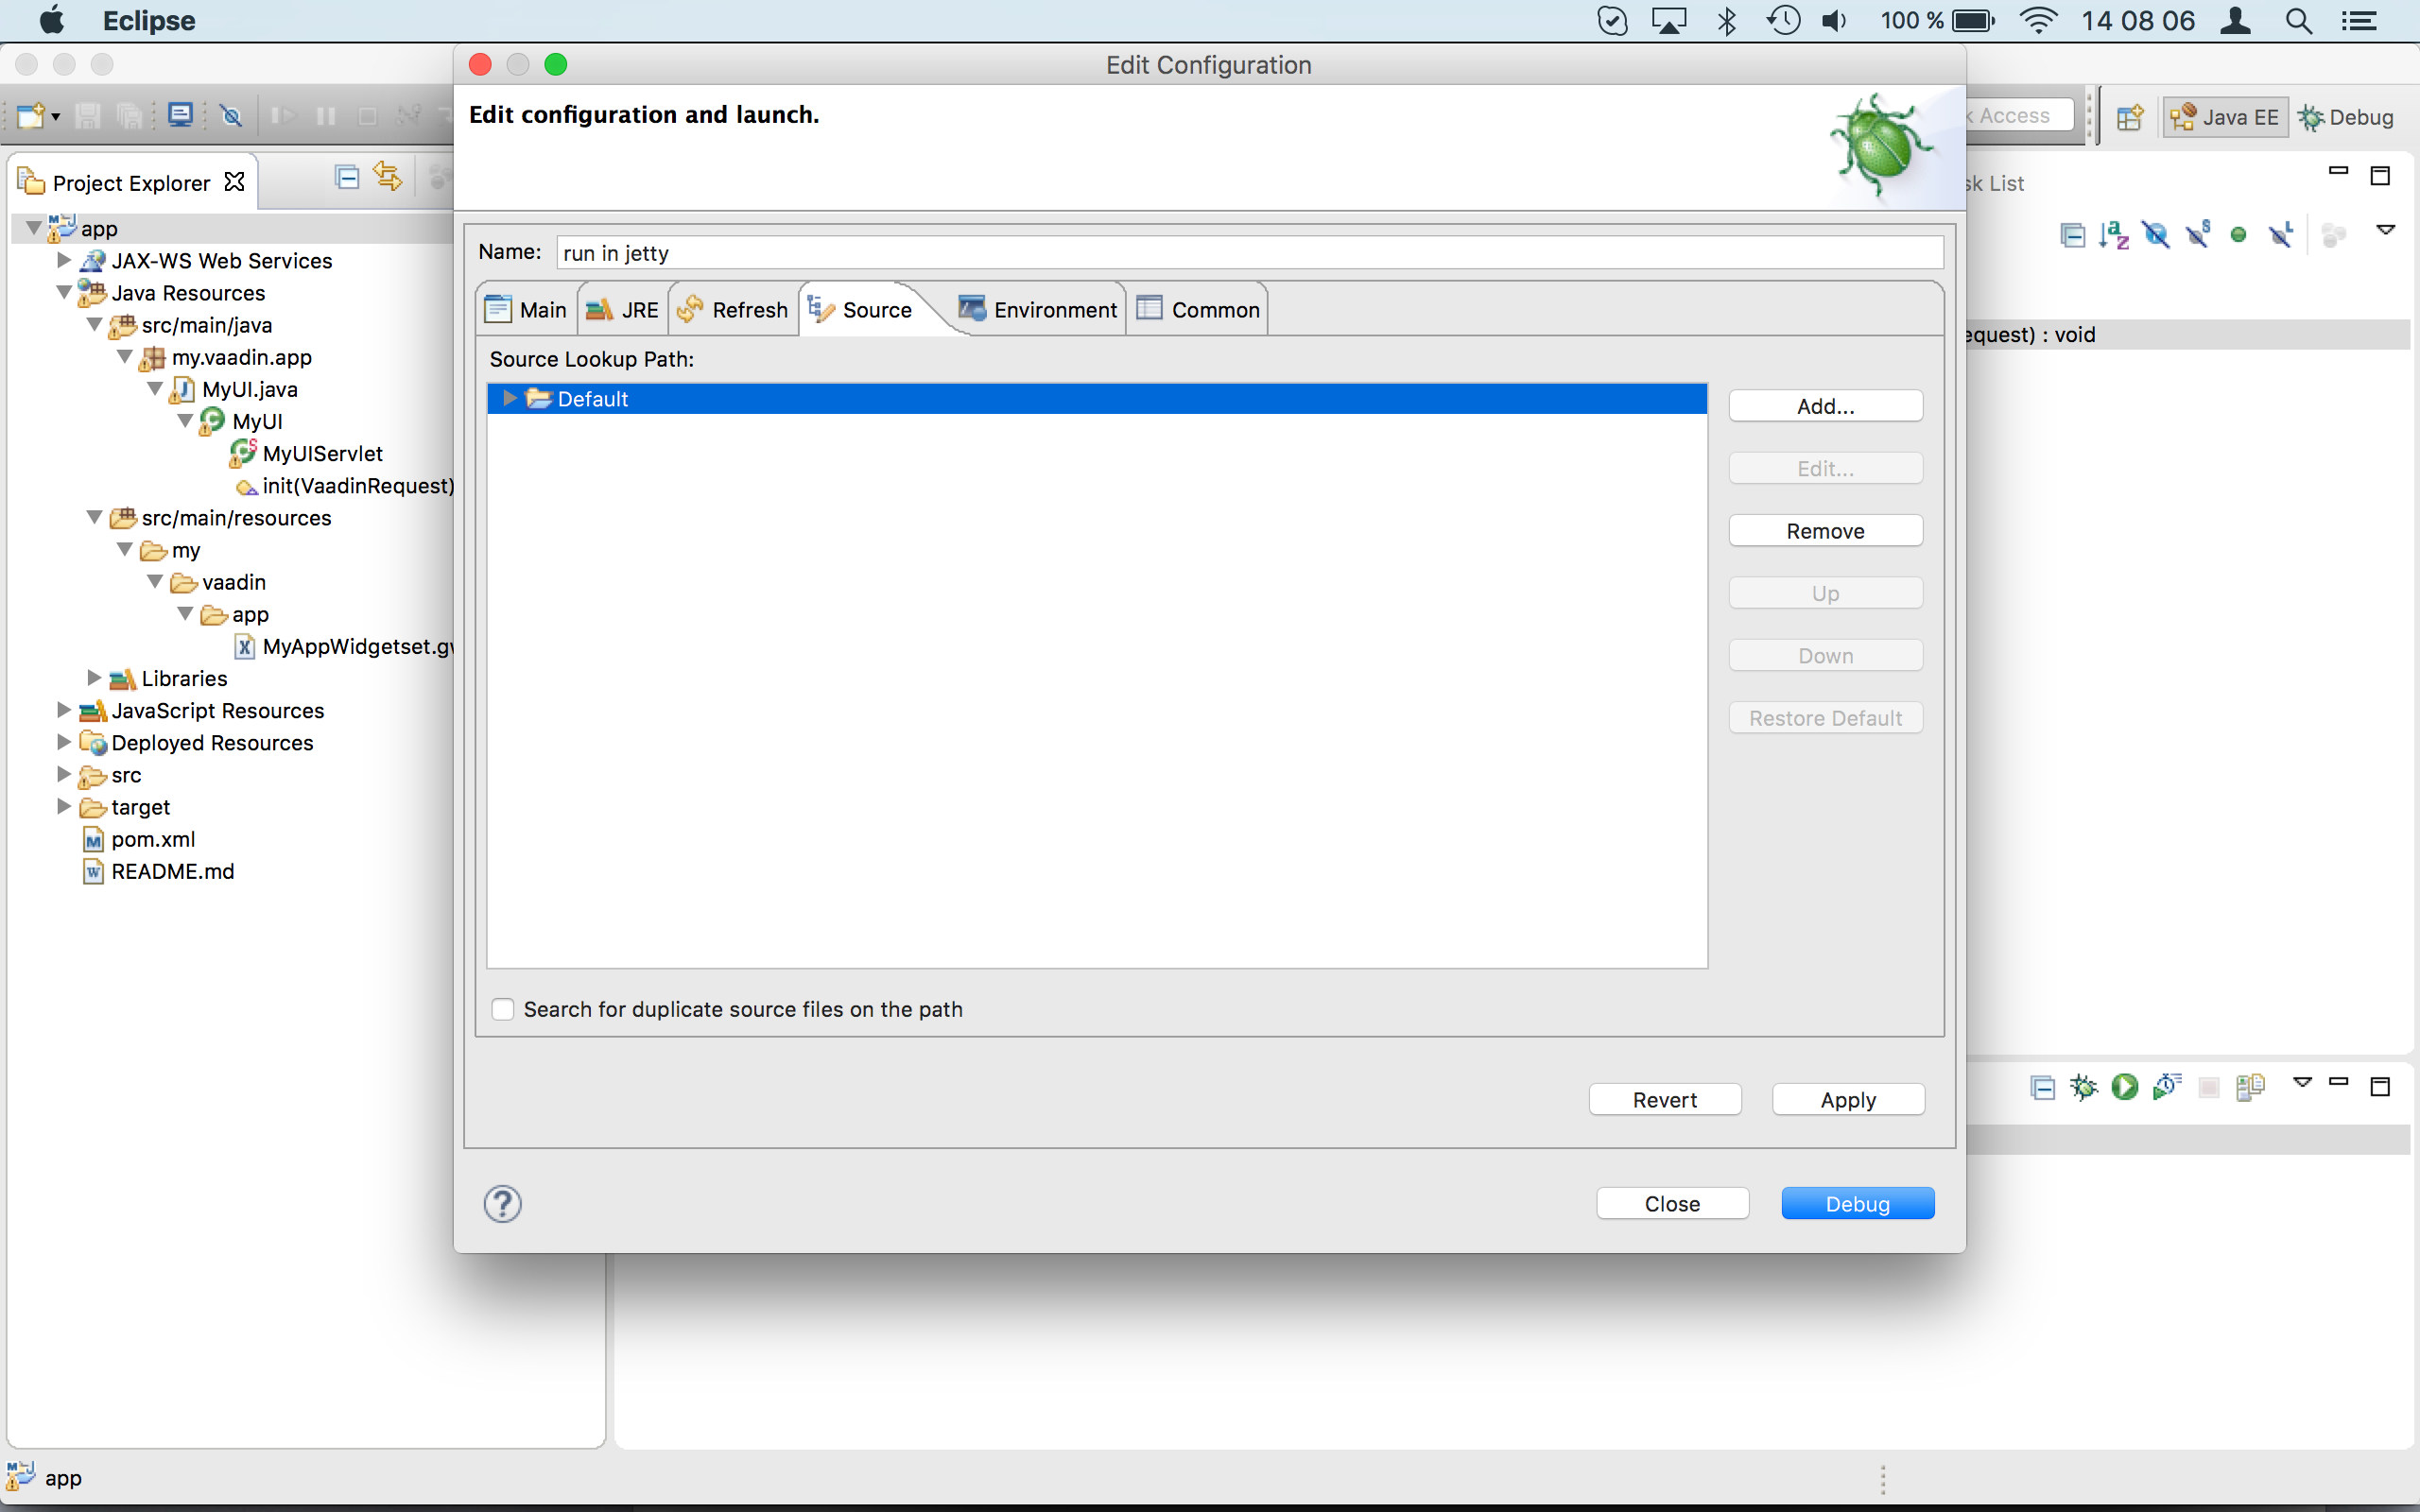 Eclipse
100 %
14 08 06
Edit Configuration
Edit configuration and launch.
Access
Java EE
Debug
Project Explorer
sk List
app
JAX-WS Web Services
Java Resources
src/main/java
my.vaadin.app
MyUI.java
MyUI
MyUIServlet
init(VaadinRequest)
src/main/resources
my
vaadin
app
MyAppWidgetset.gw
Libraries
JavaScript Resources
Deployed Resources
src
target
pom.xml
README.md
Name:
run in jetty
Main
JRE
Refresh
Source
Environment
Common
equest) : void
Source Lookup Path:
Default
Add...
Edit...
Remove
Up
Down
Restore Default
Search for duplicate source files on the path
Revert
Apply
Close
Debug
app